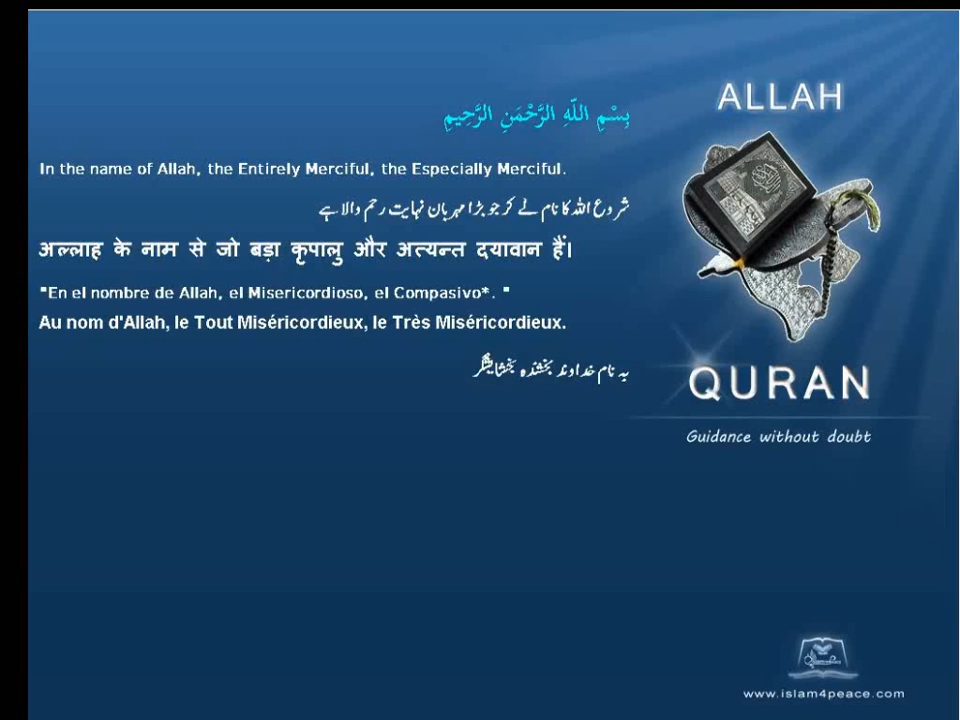 بِسْمِ اللَّهِ الرَّحْمَنِ الرَّحِيمِ
In the name of Allah, the Entirely Merciful, the Especially Merciful.
شروع الله کا نام لے کر جو بڑا مہربان نہایت رحم والا ہے
अल्लाह के नाम से जो बड़ा कृपालु और अत्यन्त दयावान हैं।
"En el nombre de Allah, el Misericordioso, el Compasivo*. "
Au nom d'Allah, le Tout Miséricordieux, le Très Miséricordieux.
به نام خداوند بخشنده بخشایشگر
ALLAH
QURAN
Guidance without doubt
www.islam4peace.com